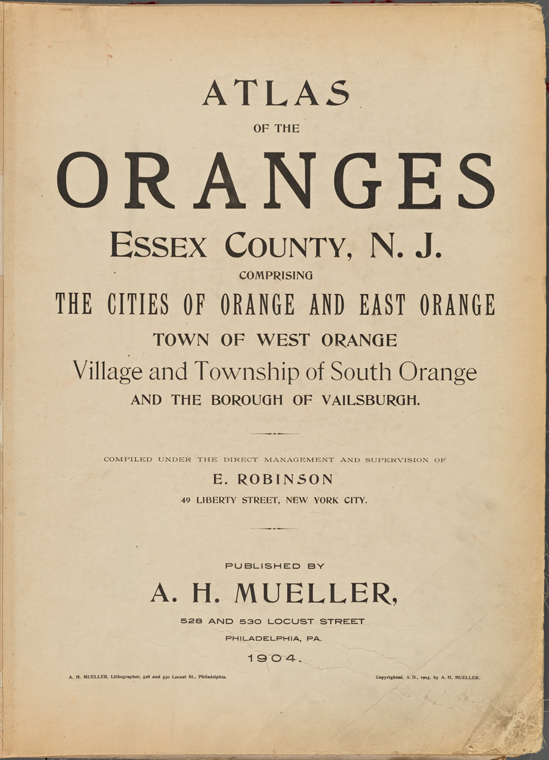 ATLAS
OF THE
ORANGES
ESSEX COUNTY, N. J.
COMPRISING
THE CITIES OF ORANGE AND EAST ORANGE
TOWN OF WEST ORANGE
Village and Township of South Orange
AND THE BOROUGH OF VAILSBURGH.
COMPILED UNDER THE DIRECT MANAGEMENT AND SUPERVISION OF
E. ROBINSON
49 LIBERTY STREET, NEW YORK CITY.
PUBLISHED BY
A. H. MUELLER,
528 AND 530 LOCUST STREET
PHILADELPHIA, PA.
1904.
A. H. MUELLER, Lithographer, 528 and 530 Locust St., Philadelphia.
Copyrighted, A. D., 1904, by A. H. MUELLER.